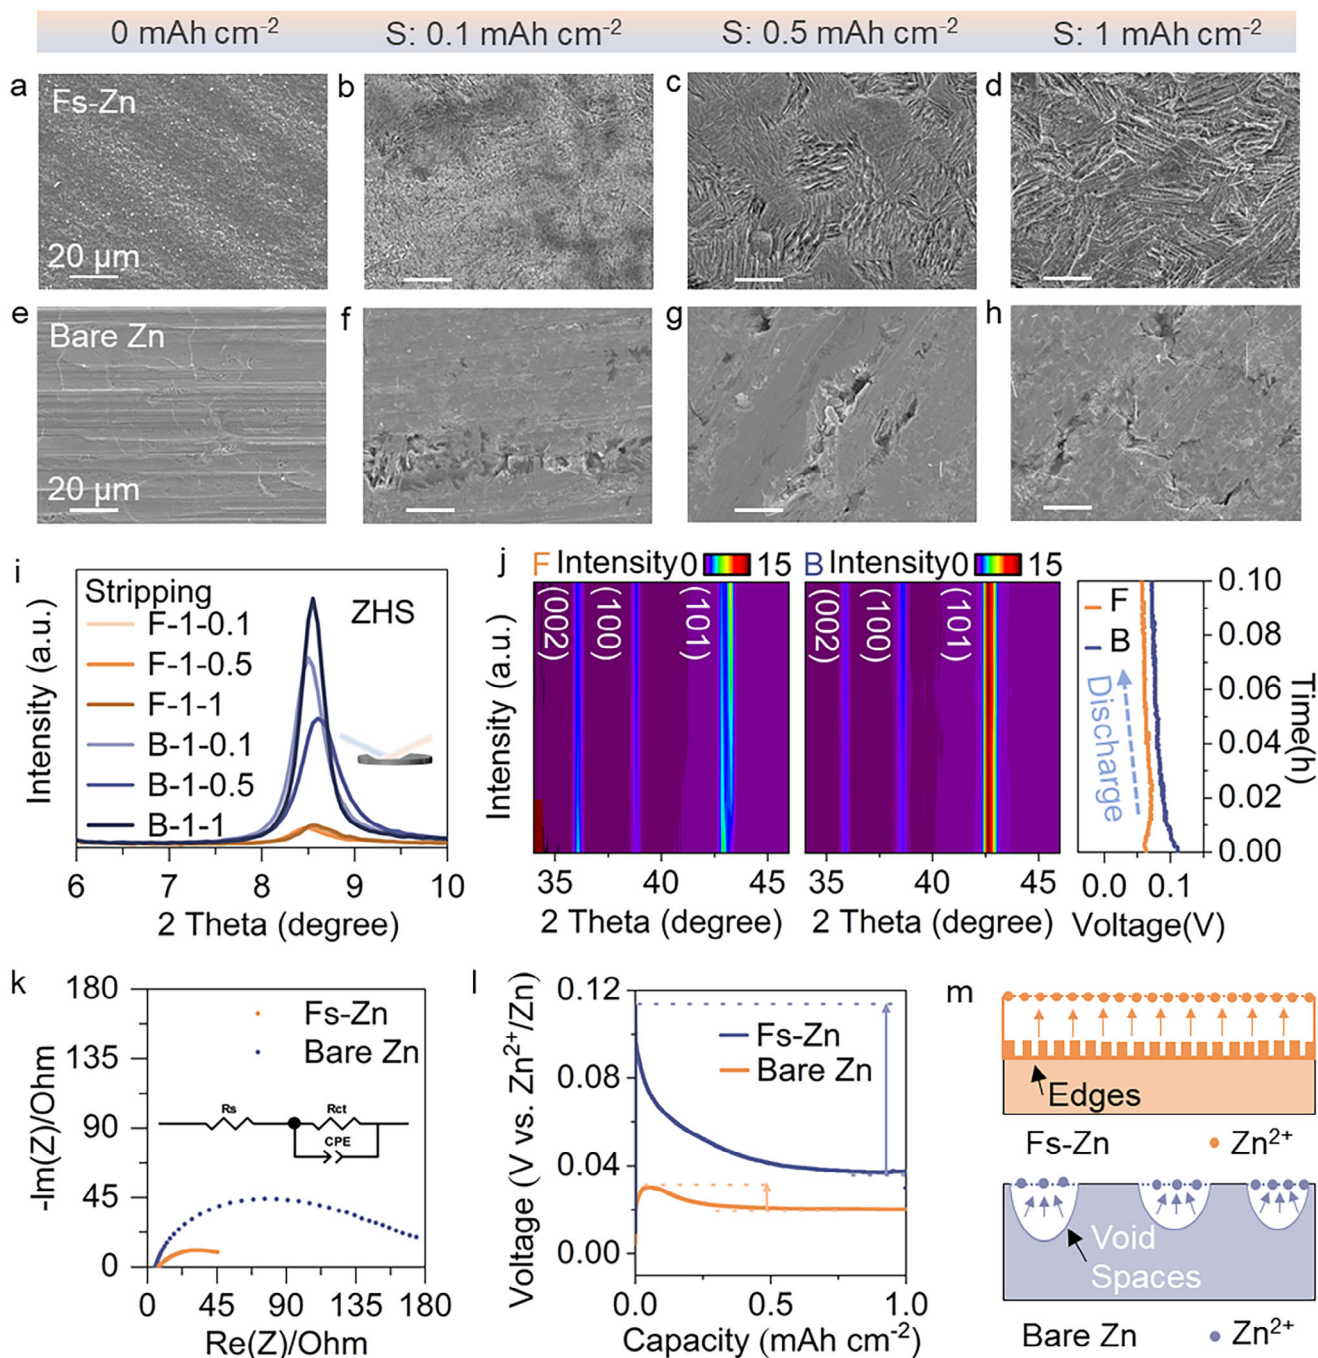 0 mAh cm-2 S: 0.1 mAh cm-2 S: 0.5 mAh cm-2 S: 1 mAh cm-2
a Fs-Zn
20 μm
b
c
d
e Bare Zn
20 μm
f
g
h
i
Stripping
F-1-0.1
F-1-0.5
F-1-1
B-1-0.1
B-1-0.5
B-1-1
ZHS
Intensity (a.u.)
6 7 8 9 10
2 Theta (degree)
j
F Intensity 0 15
B Intensity 0 15
(002) (100) (101)
(002) (100) (101)
Intensity (a.u.)
35 40 45
2 Theta (degree)
35 40 45
2 Theta (degree)
F
B
Discharge
0.10
0.08
0.06
0.04
0.02
0.00
Time(h)
0.0 0.1
Voltage(V)
k
Fs-Zn
Bare Zn
Rs Rct
CPE
180
135
90
45
0
-Im(Z)/Ohm
0 45 90 135 180
Re(Z)/Ohm
l
Fs-Zn
Bare Zn
0.12
0.08
0.04
0.00
Voltage (V vs. Zn2+/Zn)
0.0 0.5 1.0
Capacity (mAh cm-2)
m
Edges
Fs-Zn Zn2+
Void
Spaces
Bare Zn Zn2+